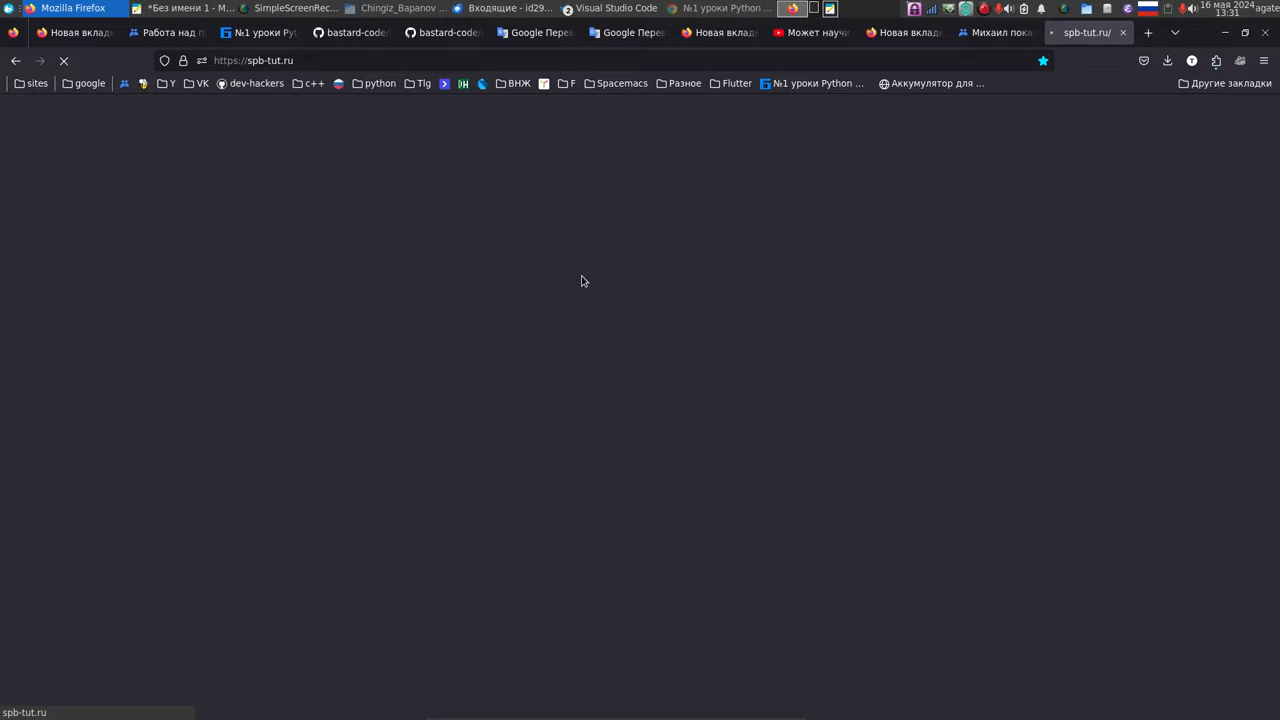 Mozilla Firefox *Без имени 1 - M... SimpleScreenRec... Chingiz_Bapanov ... Входящие - id29... 2 Visual Studio Code №1 уроки Python ... 16 мая 2024 agate
13:31
Новая вклад Работа над п №1 уроки Pyt bastard-code/ bastard-code/ Google Перев Google Перев Новая вклад Может научи Новая вклад Михаил пока spb-tut.ru/
https://spb-tut.ru
sites google Y VK dev-hackers c++ python Tlg ВНЖ F Spacemacs Разное Flutter №1 уроки Python ... Аккумулятор для ... Другие закладки
spb-tut.ru